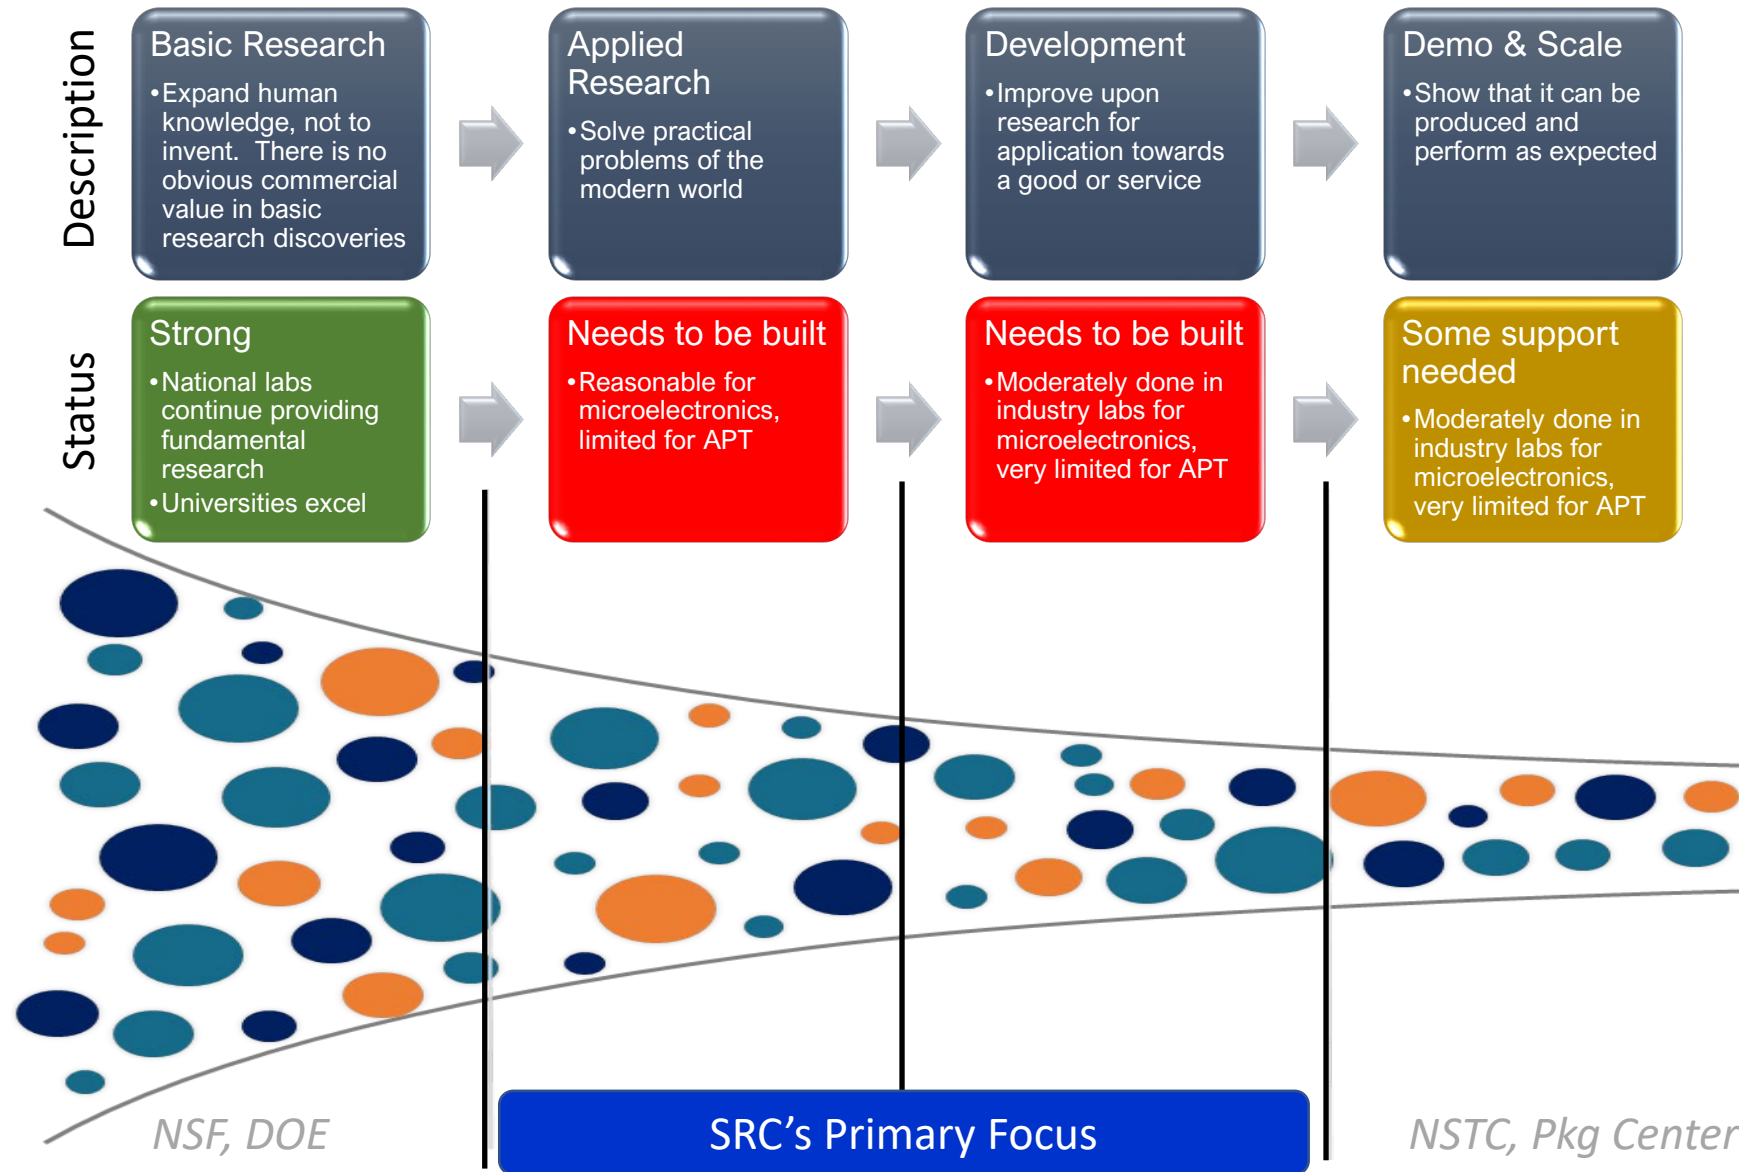 Description
Basic Research
•Expand human
knowledge, not to
invent.  There is no
obvious commercial
value in basic
research discoveries
Applied
Research
•Solve practical
problems of the
modern world
Development
•Improve upon
research for
application towards
a good or service
Demo & Scale
•Show that it can be
produced and
perform as expected
Status
Strong
•National labs
continue providing
fundamental
research
•Universities excel
Needs to be built
•Reasonable for
microelectronics,
limited for APT
Needs to be built
•Moderately done in
industry labs for
microelectronics,
very limited for APT
Some support
needed
•Moderately done in
industry labs for
microelectronics,
very limited for APT
NSF, DOE
SRC’s Primary Focus
NSTC, Pkg Center